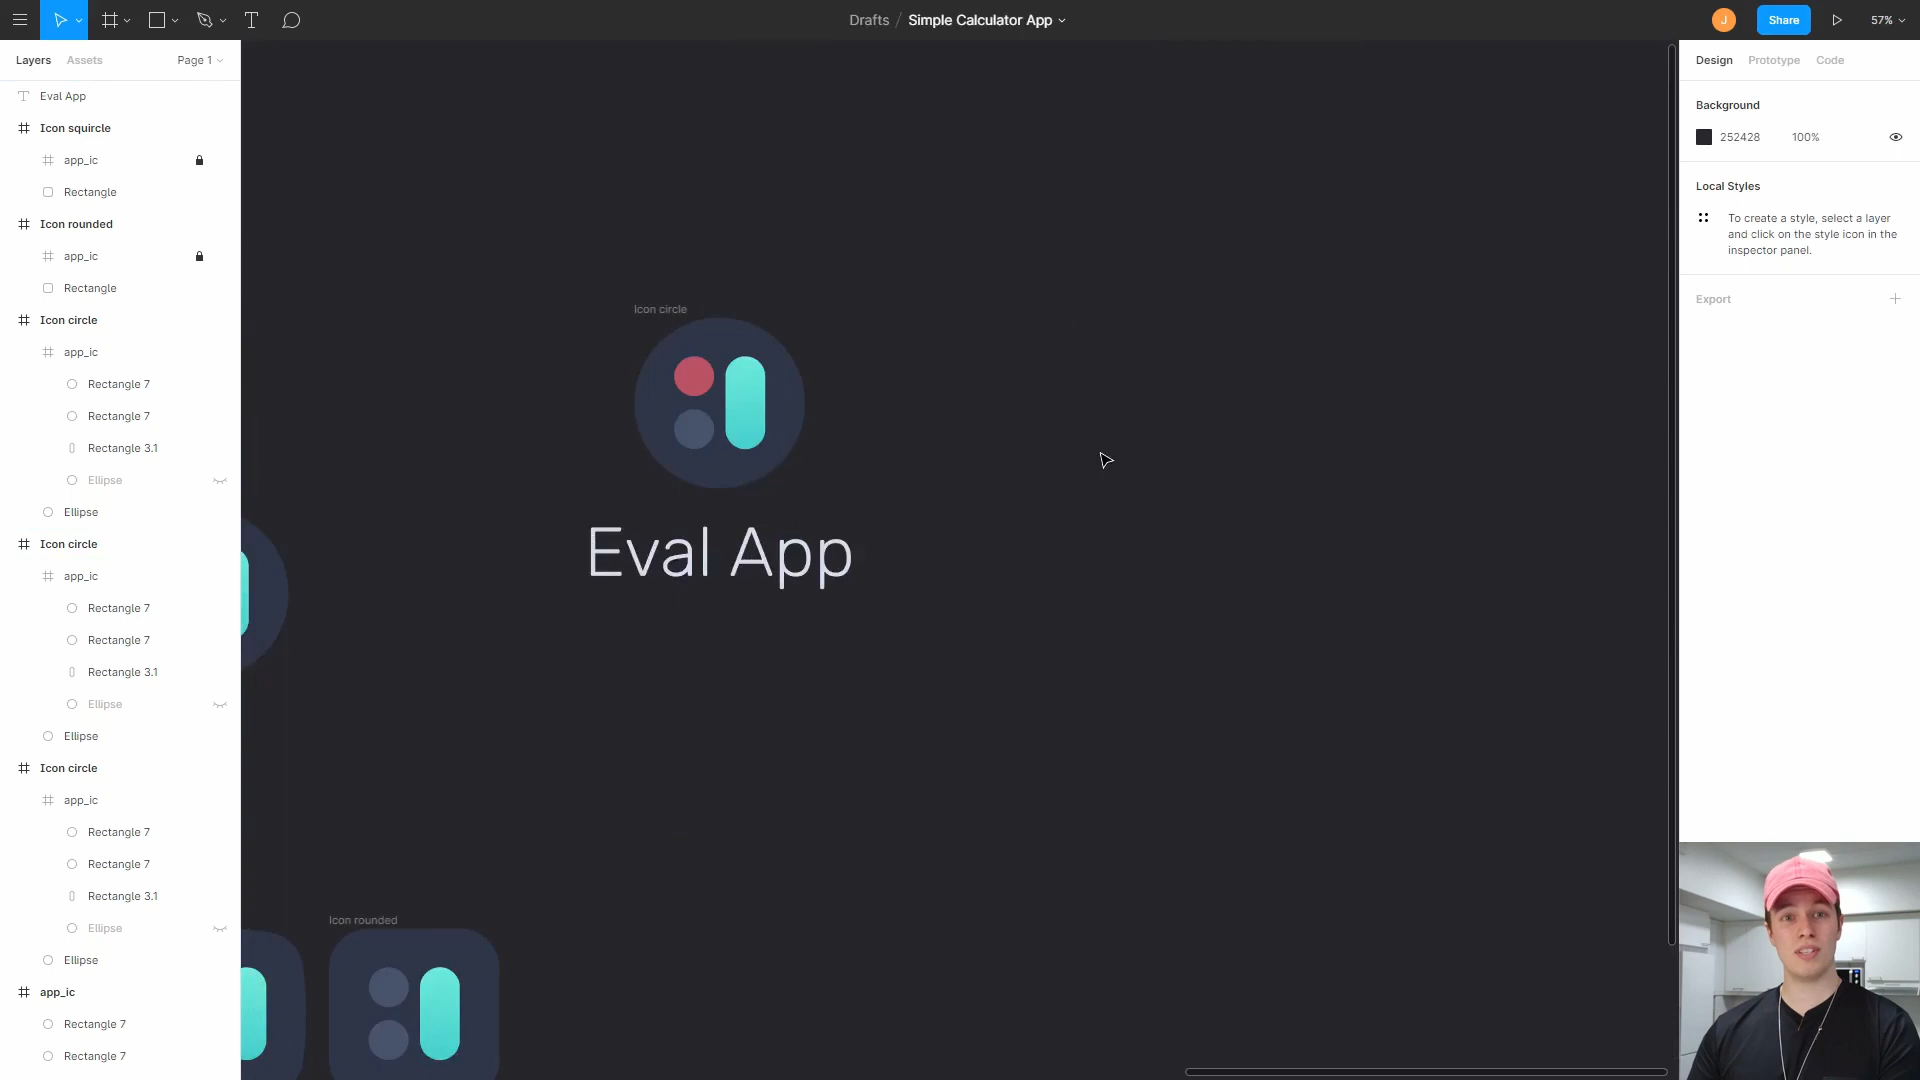 Drafts / Simple Calculator App
J
Share
57%
Layers
Assets
Page 1
Eval App
Icon squircle
app_ic
Rectangle
Icon rounded
app_ic
Rectangle
Icon circle
app_ic
Rectangle 7
Rectangle 7
Rectangle 3.1
Ellipse
Ellipse
Icon circle
app_ic
Rectangle 7
Rectangle 7
Rectangle 3.1
Ellipse
Ellipse
Icon circle
app_ic
Rectangle 7
Rectangle 7
Rectangle 3.1
Ellipse
Ellipse
app_ic
Rectangle 7
Rectangle 7
Icon circle
Eval App
Icon rounded
Design
Prototype
Code
Background
252428
100%
Local Styles
To create a style, select a layer
and click on the style icon in the
inspector panel.
Export